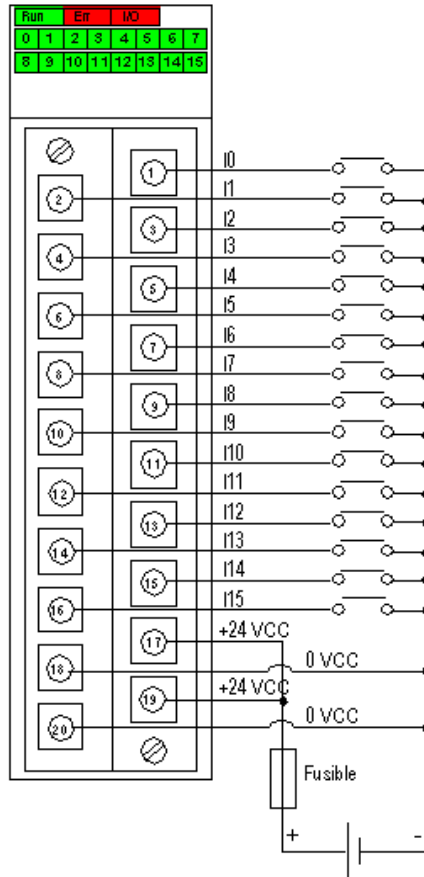 Run Err I/O
0 1 2 3 4 5 6 7
8 9 10 11 12 13 14 15
1 I0
2 I1
3 I2
4 I3
5 I4
6 I5
7 I6
8 I7
9 I8
10 I9
11 I10
12 I11
13 I12
14 I13
15 I14
16 I15
17 +24 VCC
18 0 VCC
19 +24 VCC
20 0 VCC
Fusible
+ -